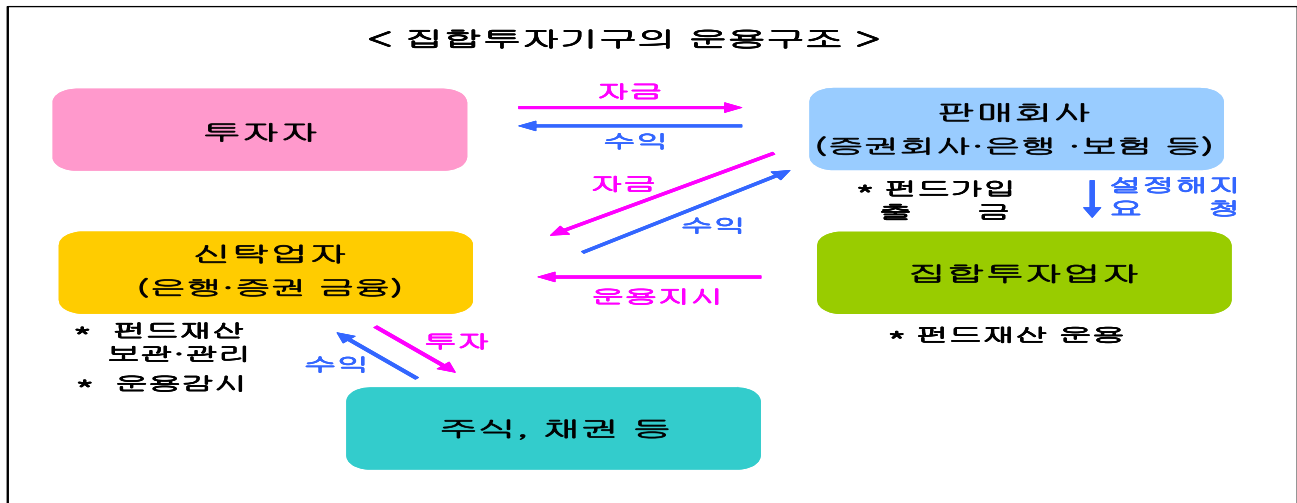 < 집합투자기구의 운용구조 >
자금
투자자
수익
판매회사
(증권회사·은행 ·보험 등)
자금
수익
* 펀드가입
출 금
설정해지
요 청
신탁업자
(은행·증권 금융)
운용지시
집합투자업자
* 펀드재산
보관·관리
* 운용감시
* 펀드재산 운용
투자
수익
주식, 채권 등